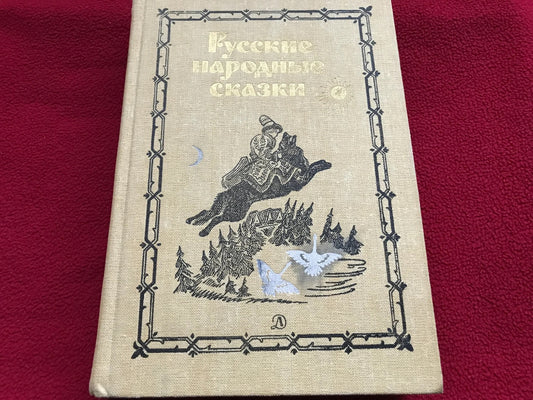 Русские
народные
сказки
Д